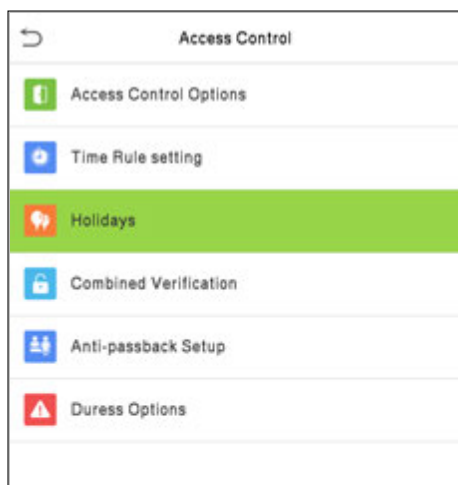 Access Control
Access Control Options
Time Rule setting
Holidays
Combined Verification
Anti-passback Setup
Duress Options